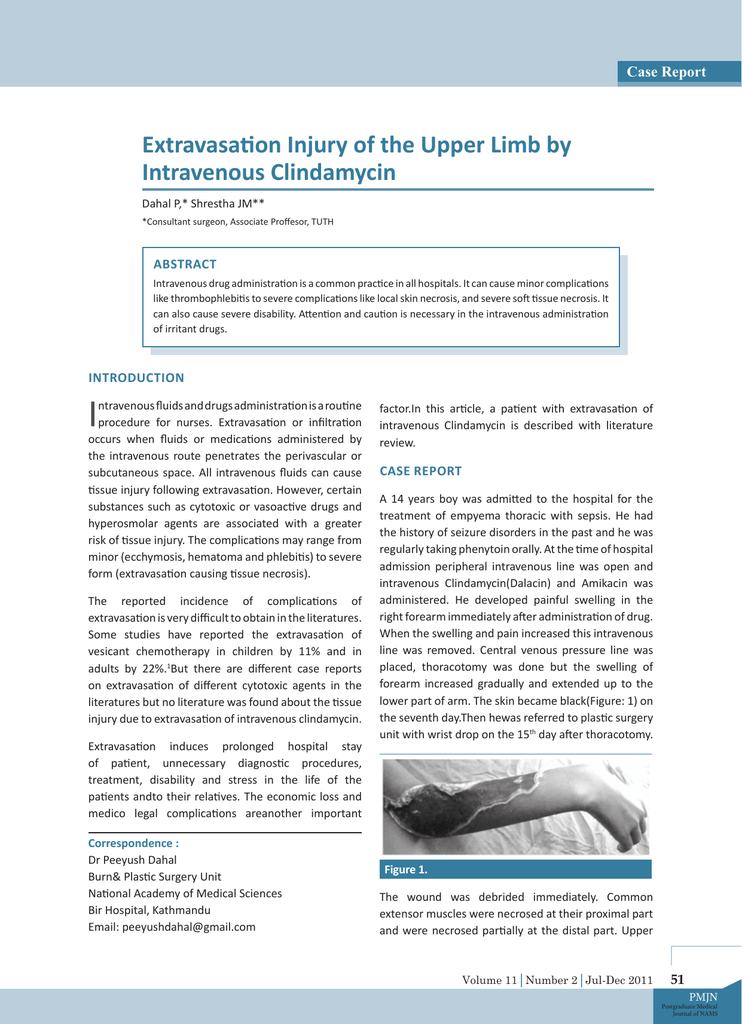 Case Report
Extravasation Injury of the Upper Limb by
Intravenous Clindamycin
Dahal P,* Shrestha JM**
*Consultant surgeon, Associate Proffesor, TUTH
ABSTRACT
Intravenous drug administration is a common practice in all hospitals. It can cause minor complications
like thrombophlebitis to severe complications like local skin necrosis, and severe soft tissue necrosis. It
can also cause severe disability. Attention and caution is necessary in the intravenous administration
of irritant drugs.
INTRODUCTION
Intravenous fluids and drugs administration is a routine
procedure for nurses. Extravasation or infiltration
occurs when fluids or medications administered by
the intravenous route penetrates the perivascular or
subcutaneous space. All intravenous fluids can cause
tissue injury following extravasation. However, certain
substances such as cytotoxic or vasoactive drugs and
hyperosmolar agents are associated with a greater
risk of tissue injury. The complications may range from
minor (ecchymosis, hematoma and phlebitis) to severe
form (extravasation causing tissue necrosis).
The reported incidence of complications of
extravasation is very difficult to obtain in the literatures.
Some studies have reported the extravasation of
vesicant chemotherapy in children by 11% and in
adults by 22%.¹But there are different case reports
on extravasation of different cytotoxic agents in the
literatures but no literature was found about the tissue
injury due to extravasation of intravenous clindamycin.
Extravasation induces prolonged hospital stay
of patient, unnecessary diagnostic procedures,
treatment, disability and stress in the life of the
patients andto their relatives. The economic loss and
medico legal complications areanother important
Correspondence :
Dr Peeyush Dahal
Burn& Plastic Surgery Unit
National Academy of Medical Sciences
Bir Hospital, Kathmandu
Email: peeyushdahal@gmail.com
factor.In this article, a patient with extravasation of
intravenous Clindamycin is described with literature
review.
CASE REPORT
A 14 years boy was admitted to the hospital for the
treatment of empyema thoracic with sepsis. He had
the history of seizure disorders in the past and he was
regularly taking phenytoin orally. At the time of hospital
admission peripheral intravenous line was open and
intravenous Clindamycin(Dalacin) and Amikacin was
administered. He developed painful swelling in the
right forearm immediately after administration of drug.
When the swelling and pain increased this intravenous
line was removed. Central venous pressure line was
placed, thoracotomy was done but the swelling of
forearm increased gradually and extended up to the
lower part of arm. The skin became black(Figure: 1) on
the seventh day.Then hewas referred to plastic surgery
unit with wrist drop on the 15th day after thoracotomy.
Figure 1.
The wound was debrided immediately. Common
extensor muscles were necrosed at their proximal part
and were necrosed partially at the distal part. Upper
Volume 11 | Number 2 | Jul-Dec 2011 51
PMJN
Postgraduate Medical
Journal of NAMS